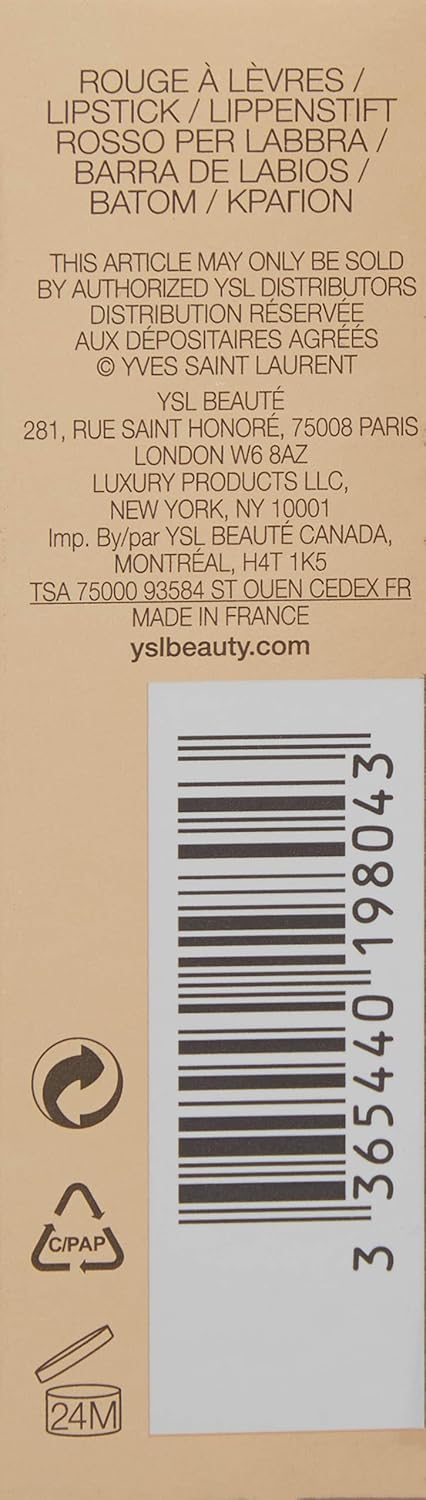 ROUGE À LÈVRES /
LIPSTICK / LIPPENSTIFT
ROSSO PER LABBRA /
BARRA DE LABIOS /
BATOM / ΚΡΑΓΙΟΝ
THIS ARTICLE MAY ONLY BE SOLD
BY AUTHORIZED YSL DISTRIBUTORS
DISTRIBUTION RÉSERVÉE
AUX DÉPOSITAIRES AGRÉÉS
© YVES SAINT LAURENT
YSL BEAUTÉ
281, RUE SAINT HONORÉ, 75008 PARIS
LONDON W6 8AZ
LUXURY PRODUCTS LLC,
NEW YORK, NY 10001
Imp. By/par YSL BEAUTÉ CANADA,
MONTRÉAL, H4T 1K5
TSA 75000 93584 ST OUEN CEDEX FR
MADE IN FRANCE
yslbeauty.com
3 365440 198043
C/PAP
24M